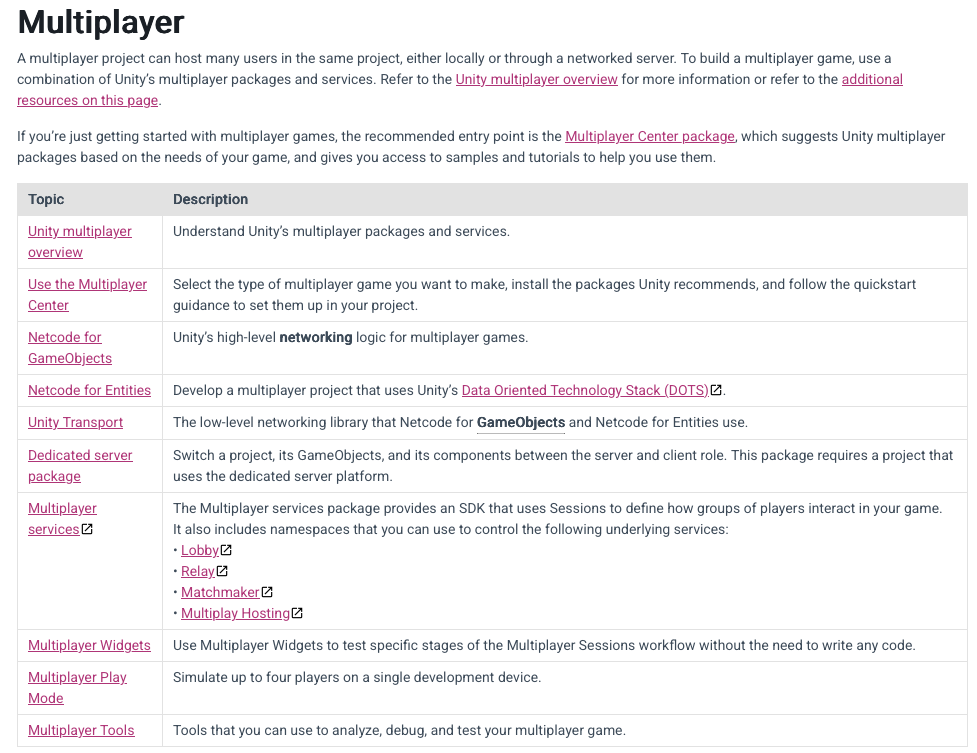 Multiplayer
A multiplayer project can host many users in the same project, either locally or through a networked server. To build a multiplayer game, use a
combination of Unity’s multiplayer packages and services. Refer to the Unity multiplayer overview for more information or refer to the additional
resources on this page.
If you’re just getting started with multiplayer games, the recommended entry point is the Multiplayer Center package, which suggests Unity multiplayer
packages based on the needs of your game, and gives you access to samples and tutorials to help you use them.
Topic Description
Unity multiplayer Understand Unity’s multiplayer packages and services.
overview
Use the Multiplayer Select the type of multiplayer game you want to make, install the packages Unity recommends, and follow the quickstart
Center guidance to set them up in your project.
Netcode for Unity’s high-level networking logic for multiplayer games.
GameObjects
Netcode for Entities Develop a multiplayer project that uses Unity’s Data Oriented Technology Stack (DOTS).
Unity Transport The low-level networking library that Netcode for GameObjects and Netcode for Entities use.
Dedicated server Switch a project, its GameObjects, and its components between the server and client role. This package requires a project that
package uses the dedicated server platform.
Multiplayer The Multiplayer services package provides an SDK that uses Sessions to define how groups of players interact in your game.
services It also includes namespaces that you can use to control the following underlying services:
• Lobby
• Relay
• Matchmaker
• Multiplay Hosting
Multiplayer Widgets Use Multiplayer Widgets to test specific stages of the Multiplayer Sessions workflow without the need to write any code.
Multiplayer Play Simulate up to four players on a single development device.
Mode
Multiplayer Tools Tools that you can use to analyze, debug, and test your multiplayer game.